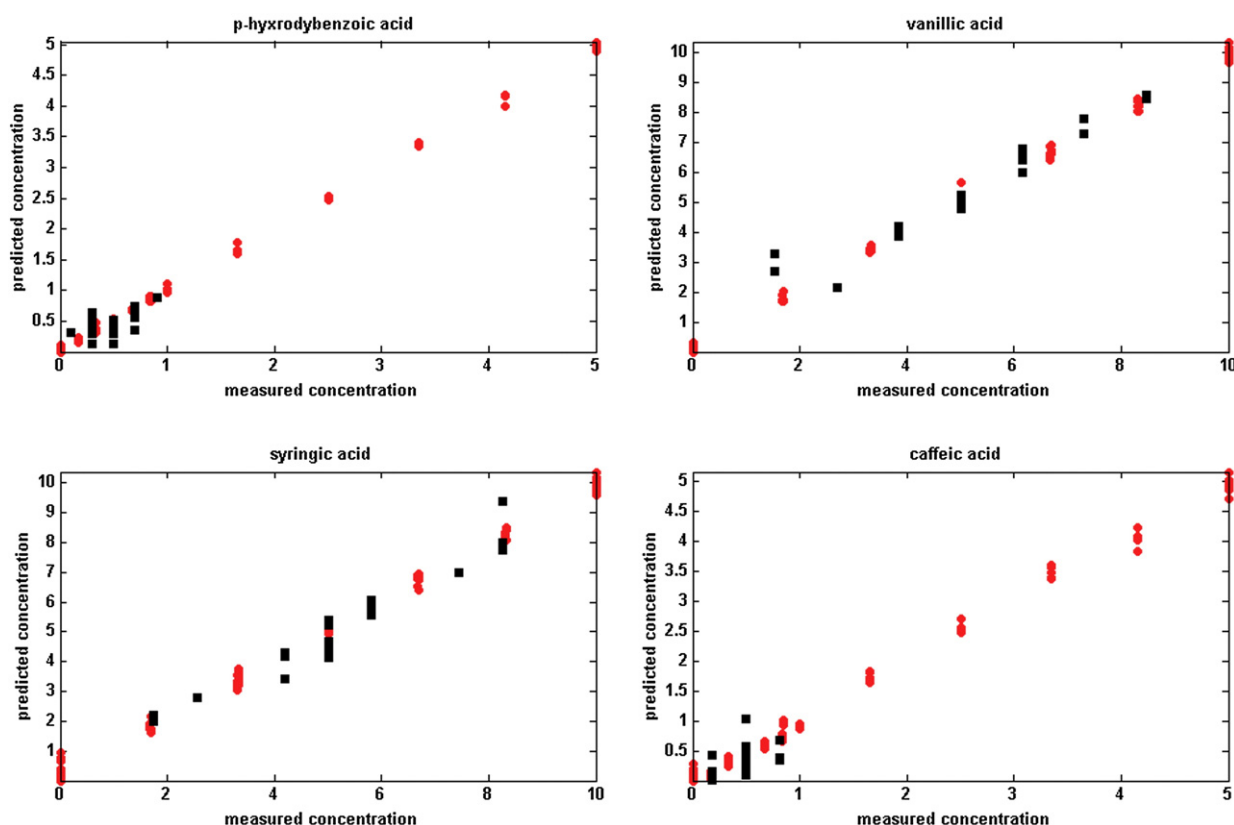 p-hyxrodybenzoic acid
predicted concentration
5
4.5
4
3.5
3
2.5
2
1.5
1
0.5
0 1 2 3 4 5
measured concentration
vanillic acid
predicted concentration
10
9
8
7
6
5
4
3
2
1
0 2 4 6 8 10
measured concentration
syringic acid
predicted concentration
10
9
8
7
6
5
4
3
2
1
0 2 4 6 8 10
measured concentration
caffeic acid
predicted concentration
5
4.5
4
3.5
3
2.5
2
1.5
1
0.5
0 1 2 3 4 5
measured concentration